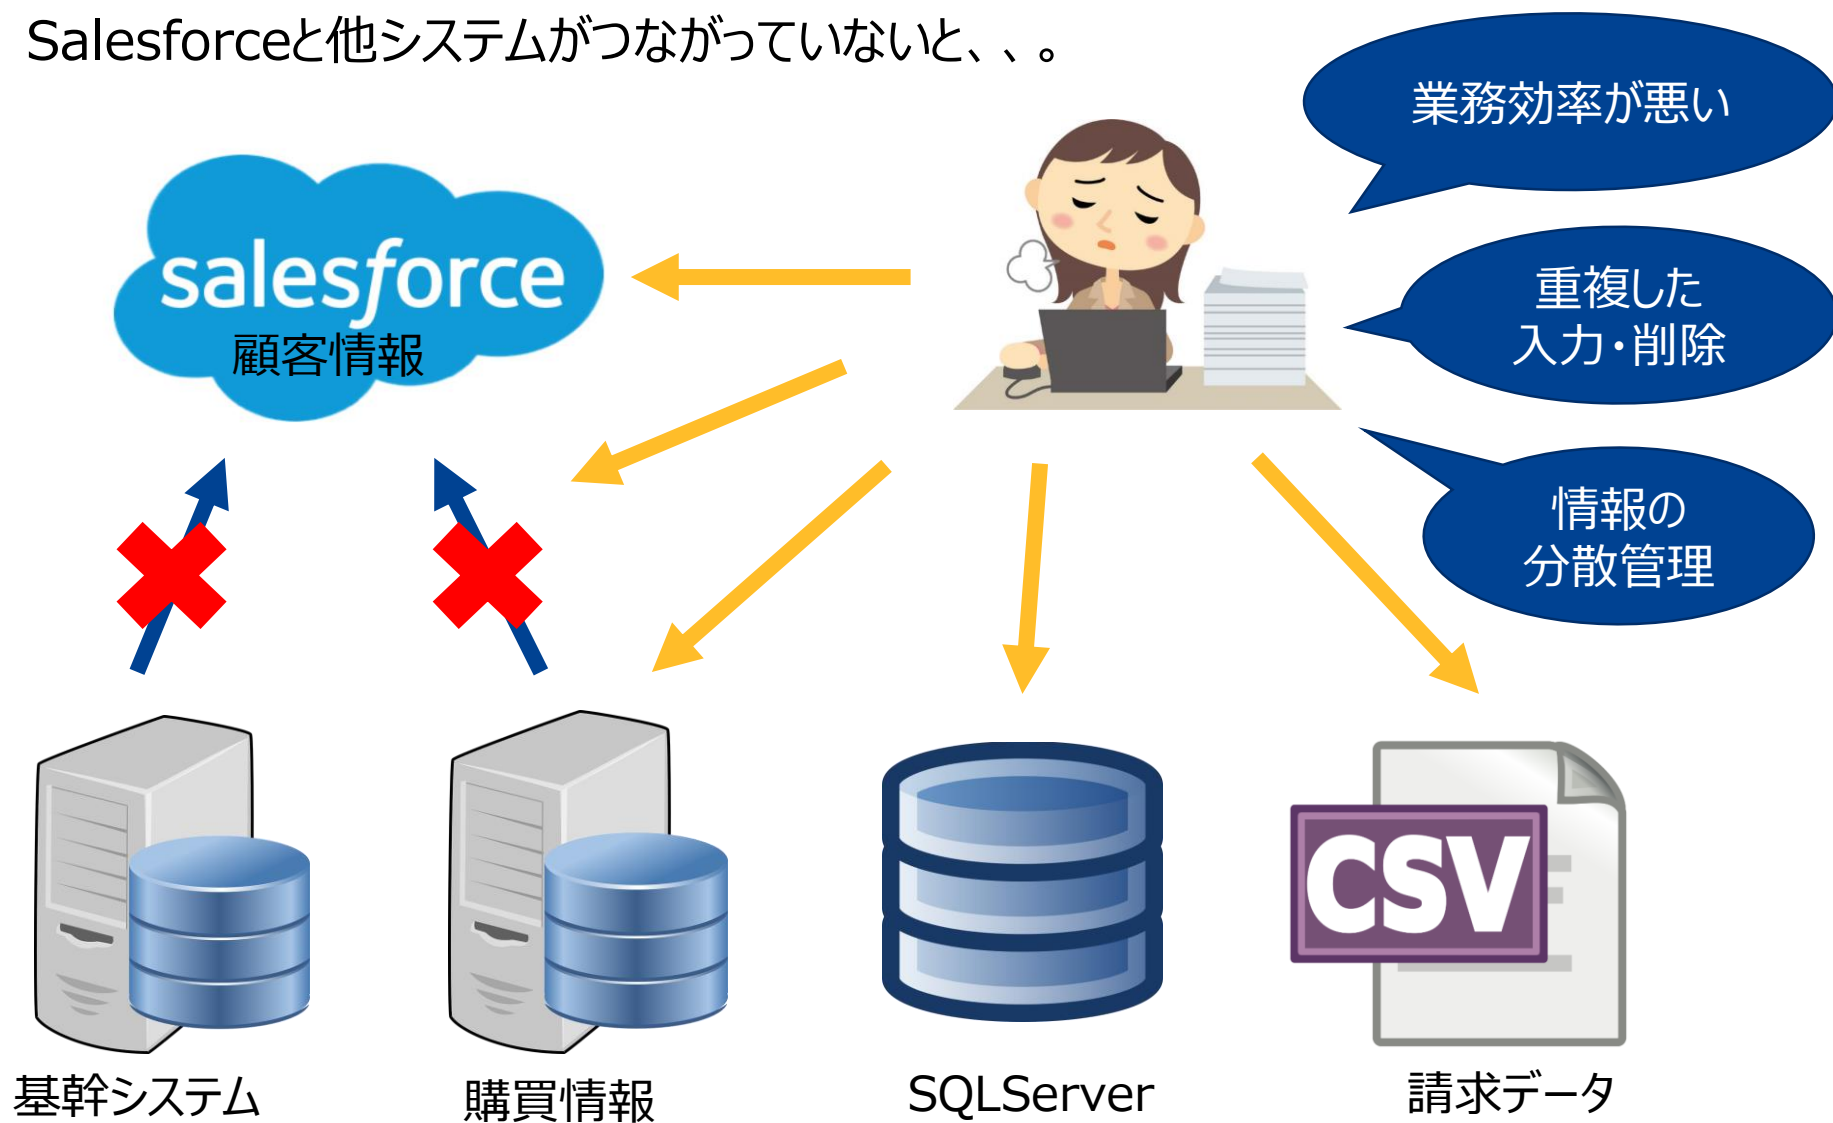 Salesforceと他システムがつながっていないと、、。
業務効率が悪い
salesforce
顧客情報
重複した
入力・削除
情報の
分散管理
CSV
基幹システム
購買情報
SQLServer
請求データ